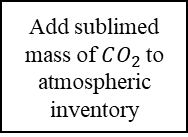 Add sublimed
mass of CO₂ to
atmospheric
inventory